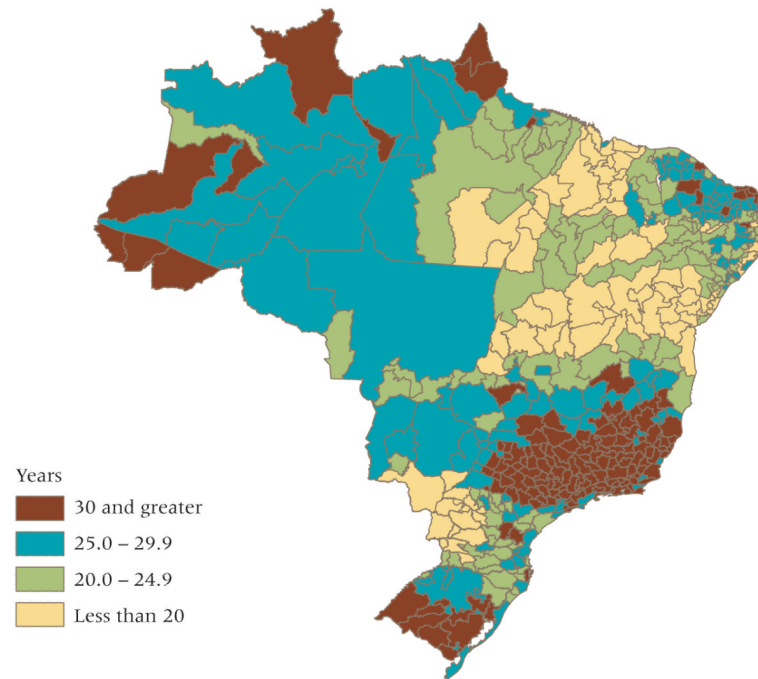 Years
30 and greater
25.0 – 29.9
20.0 – 24.9
Less than 20